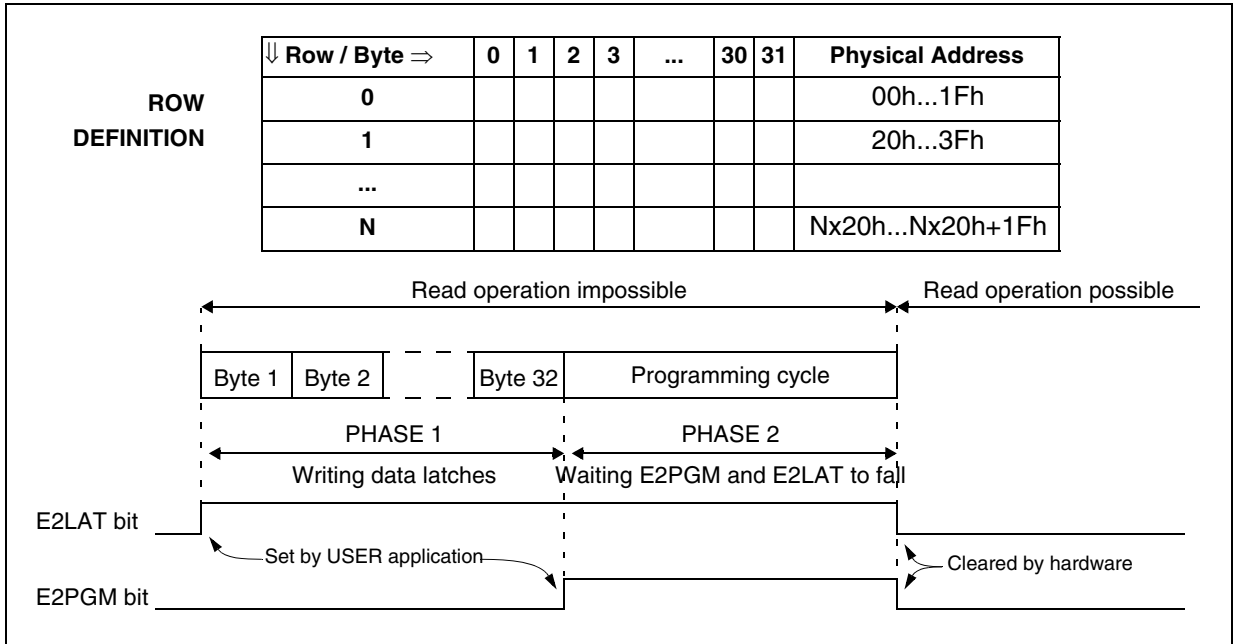 ⇓ Row / Byte ⇒ 0 1 2 3 ... 30 31 Physical Address
ROW DEFINITION
0 00h...1Fh
1 20h...3Fh
...
N Nx20h...Nx20h+1Fh
Read operation impossible Read operation possible
Byte 1 Byte 2 Byte 32 Programming cycle
PHASE 1 PHASE 2
Writing data latches Waiting E2PGM and E2LAT to fall
E2LAT bit
Set by USER application Cleared by hardware
E2PGM bit